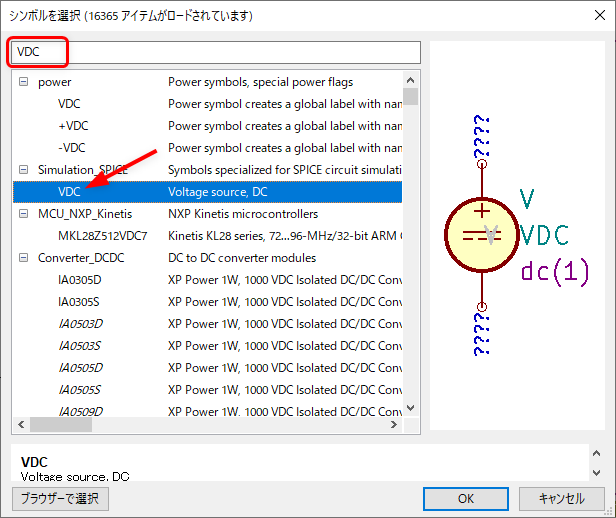 シンボルを選択 (16365 アイテムがロードされています)
VDC
power Power symbols, special power flags
VDC Power symbol creates a global label with nan
+VDC Power symbol creates a global label with nan
-VDC Power symbol creates a global label with nan
Simulation_SPICE Symbols specialized for SPICE circuit simulati
VDC Voltage source, DC
MCU_NXP_Kinetis NXP Kinetis microcontrollers
MKL28Z512VDC7 Kinetis KL28 series, 72...96-MHz/32-bit ARM C
Converter_DCDC DC to DC converter modules
IA0305D XP Power 1W, 1000 VDC Isolated DC/DC Conv
IA0305S XP Power 1W, 1000 VDC Isolated DC/DC Conv
IA0503D XP Power 1W, 1000 VDC Isolated DC/DC Conv
IA0503S XP Power 1W, 1000 VDC Isolated DC/DC Conv
IA0505D XP Power 1W, 1000 VDC Isolated DC/DC Conv
IA0505S XP Power 1W, 1000 VDC Isolated DC/DC Conv
IA0509D XP Power 1W, 1000 VDC Isolated DC/DC Conv
????
V
VDC
dc(1)
V
????
VDC
Voltage source, DC
ブラウザーで選択
OK
キャンセル